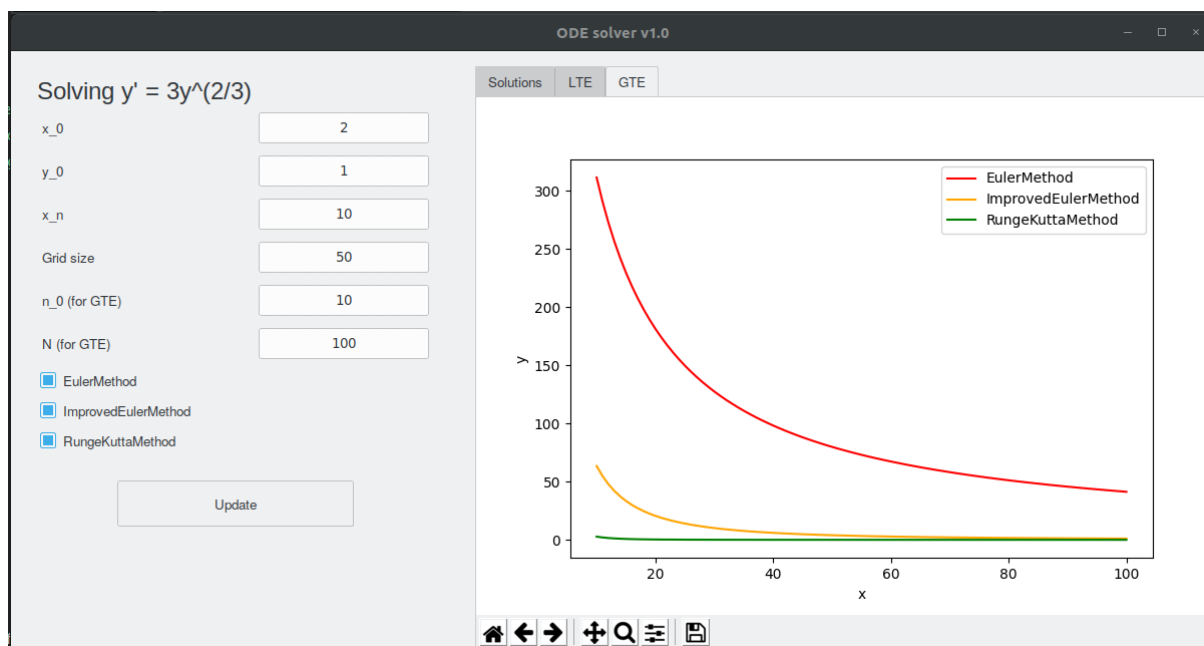 ODE solver v1.0
Solving y' = 3y^(2/3)
x_0 2
y_0 1
x_n 10
Grid size 50
n_0 (for GTE) 10
N (for GTE) 100
EulerMethod
ImprovedEulerMethod
RungeKuttaMethod
Update
Solutions LTE GTE
EulerMethod
ImprovedEulerMethod
RungeKuttaMethod
y
300
250
200
150
100
50
0
20 40 60 80 100
x